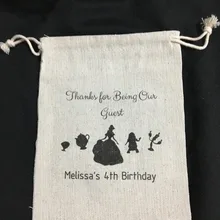 Thanks for Being Our
Guest
Melissa's 4th Birthday